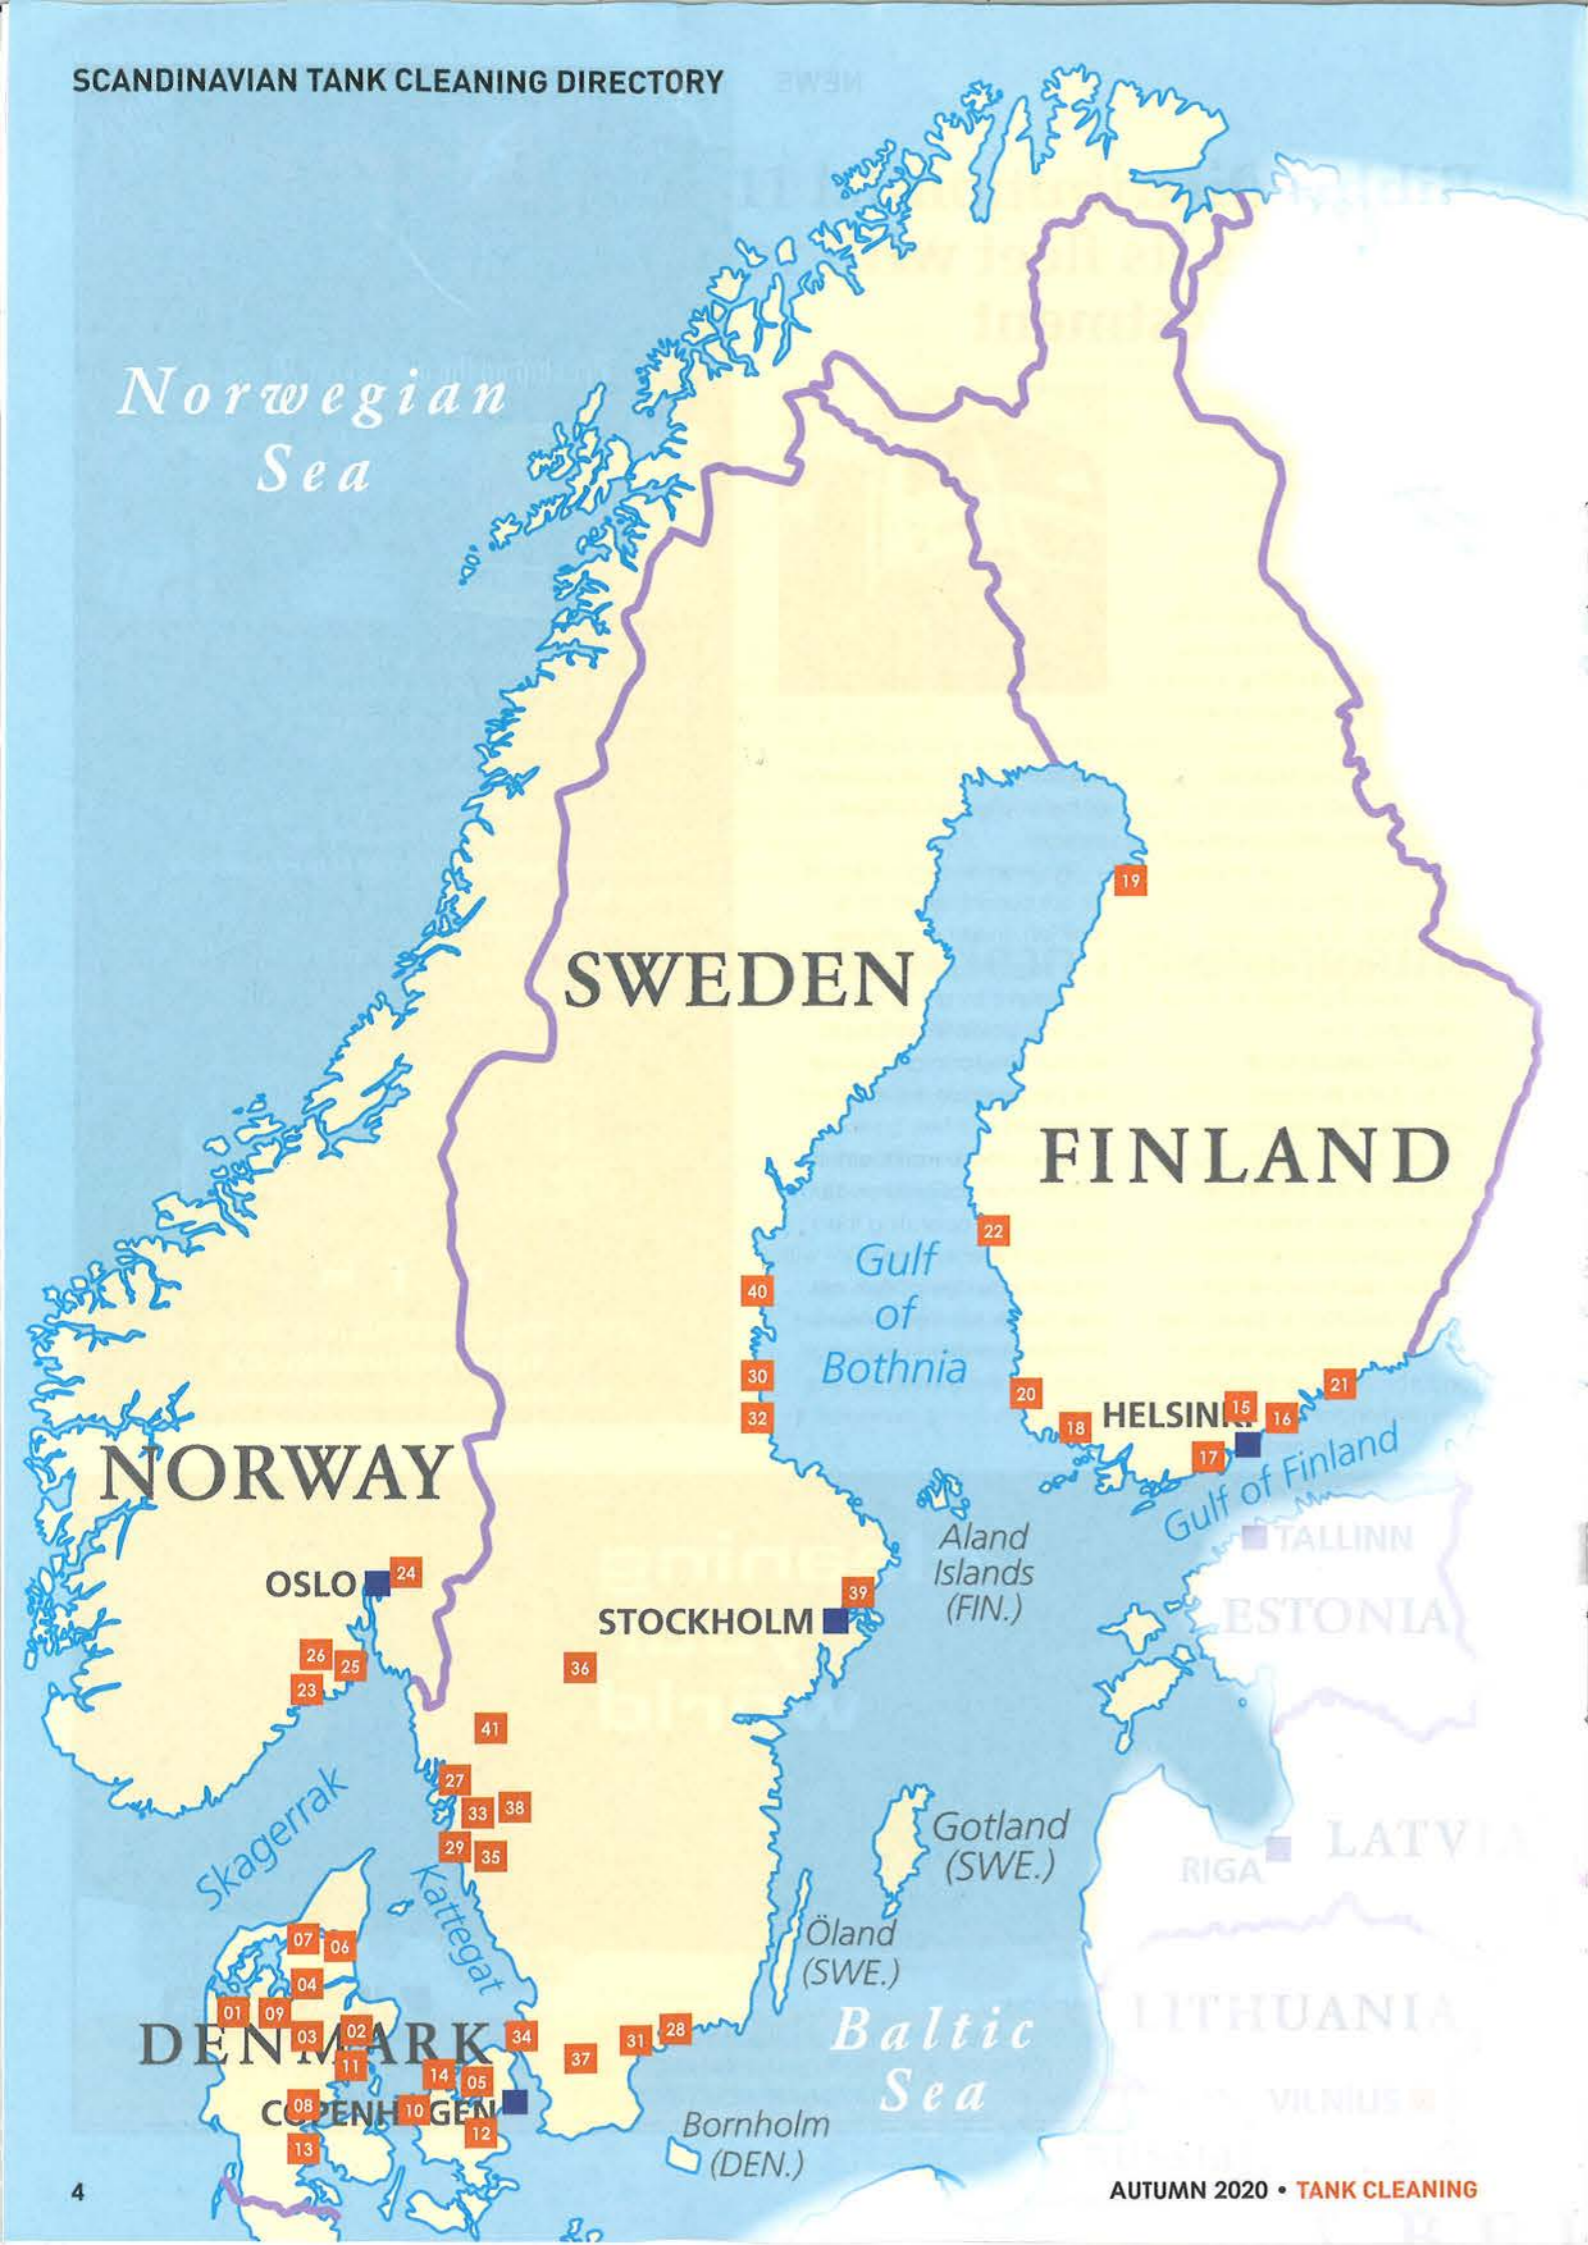 SCANDINAVIAN TANK CLEANING DIRECTORY
Norwegian
Sea
19
SWEDEN
FINLAND
22
Gulf
of
Bothnia
40
30
32
20
18
HELSIN
15
16
21
17
Gulf of Finland
NORWAY
TALLINN
Aland
Islands
(FIN.)
ESTONIA
OSLO
24
39
STOCKHOLM
26
25
23
36
41
27
33
38
29
35
Skagerrak
Kattegat
Gotland
(SWE.)
LATVIA
RIGA
Öland
(SWE.)
07
06
04
01
09
03
02
DENMARK
11
34
37
31
28
Baltic
Sea
LITHUANIA
VILNIUS
14
05
08
COPENHAGEN
10
12
13
Bornholm
(DEN.)
4
AUTUMN 2020 • TANK CLEANING